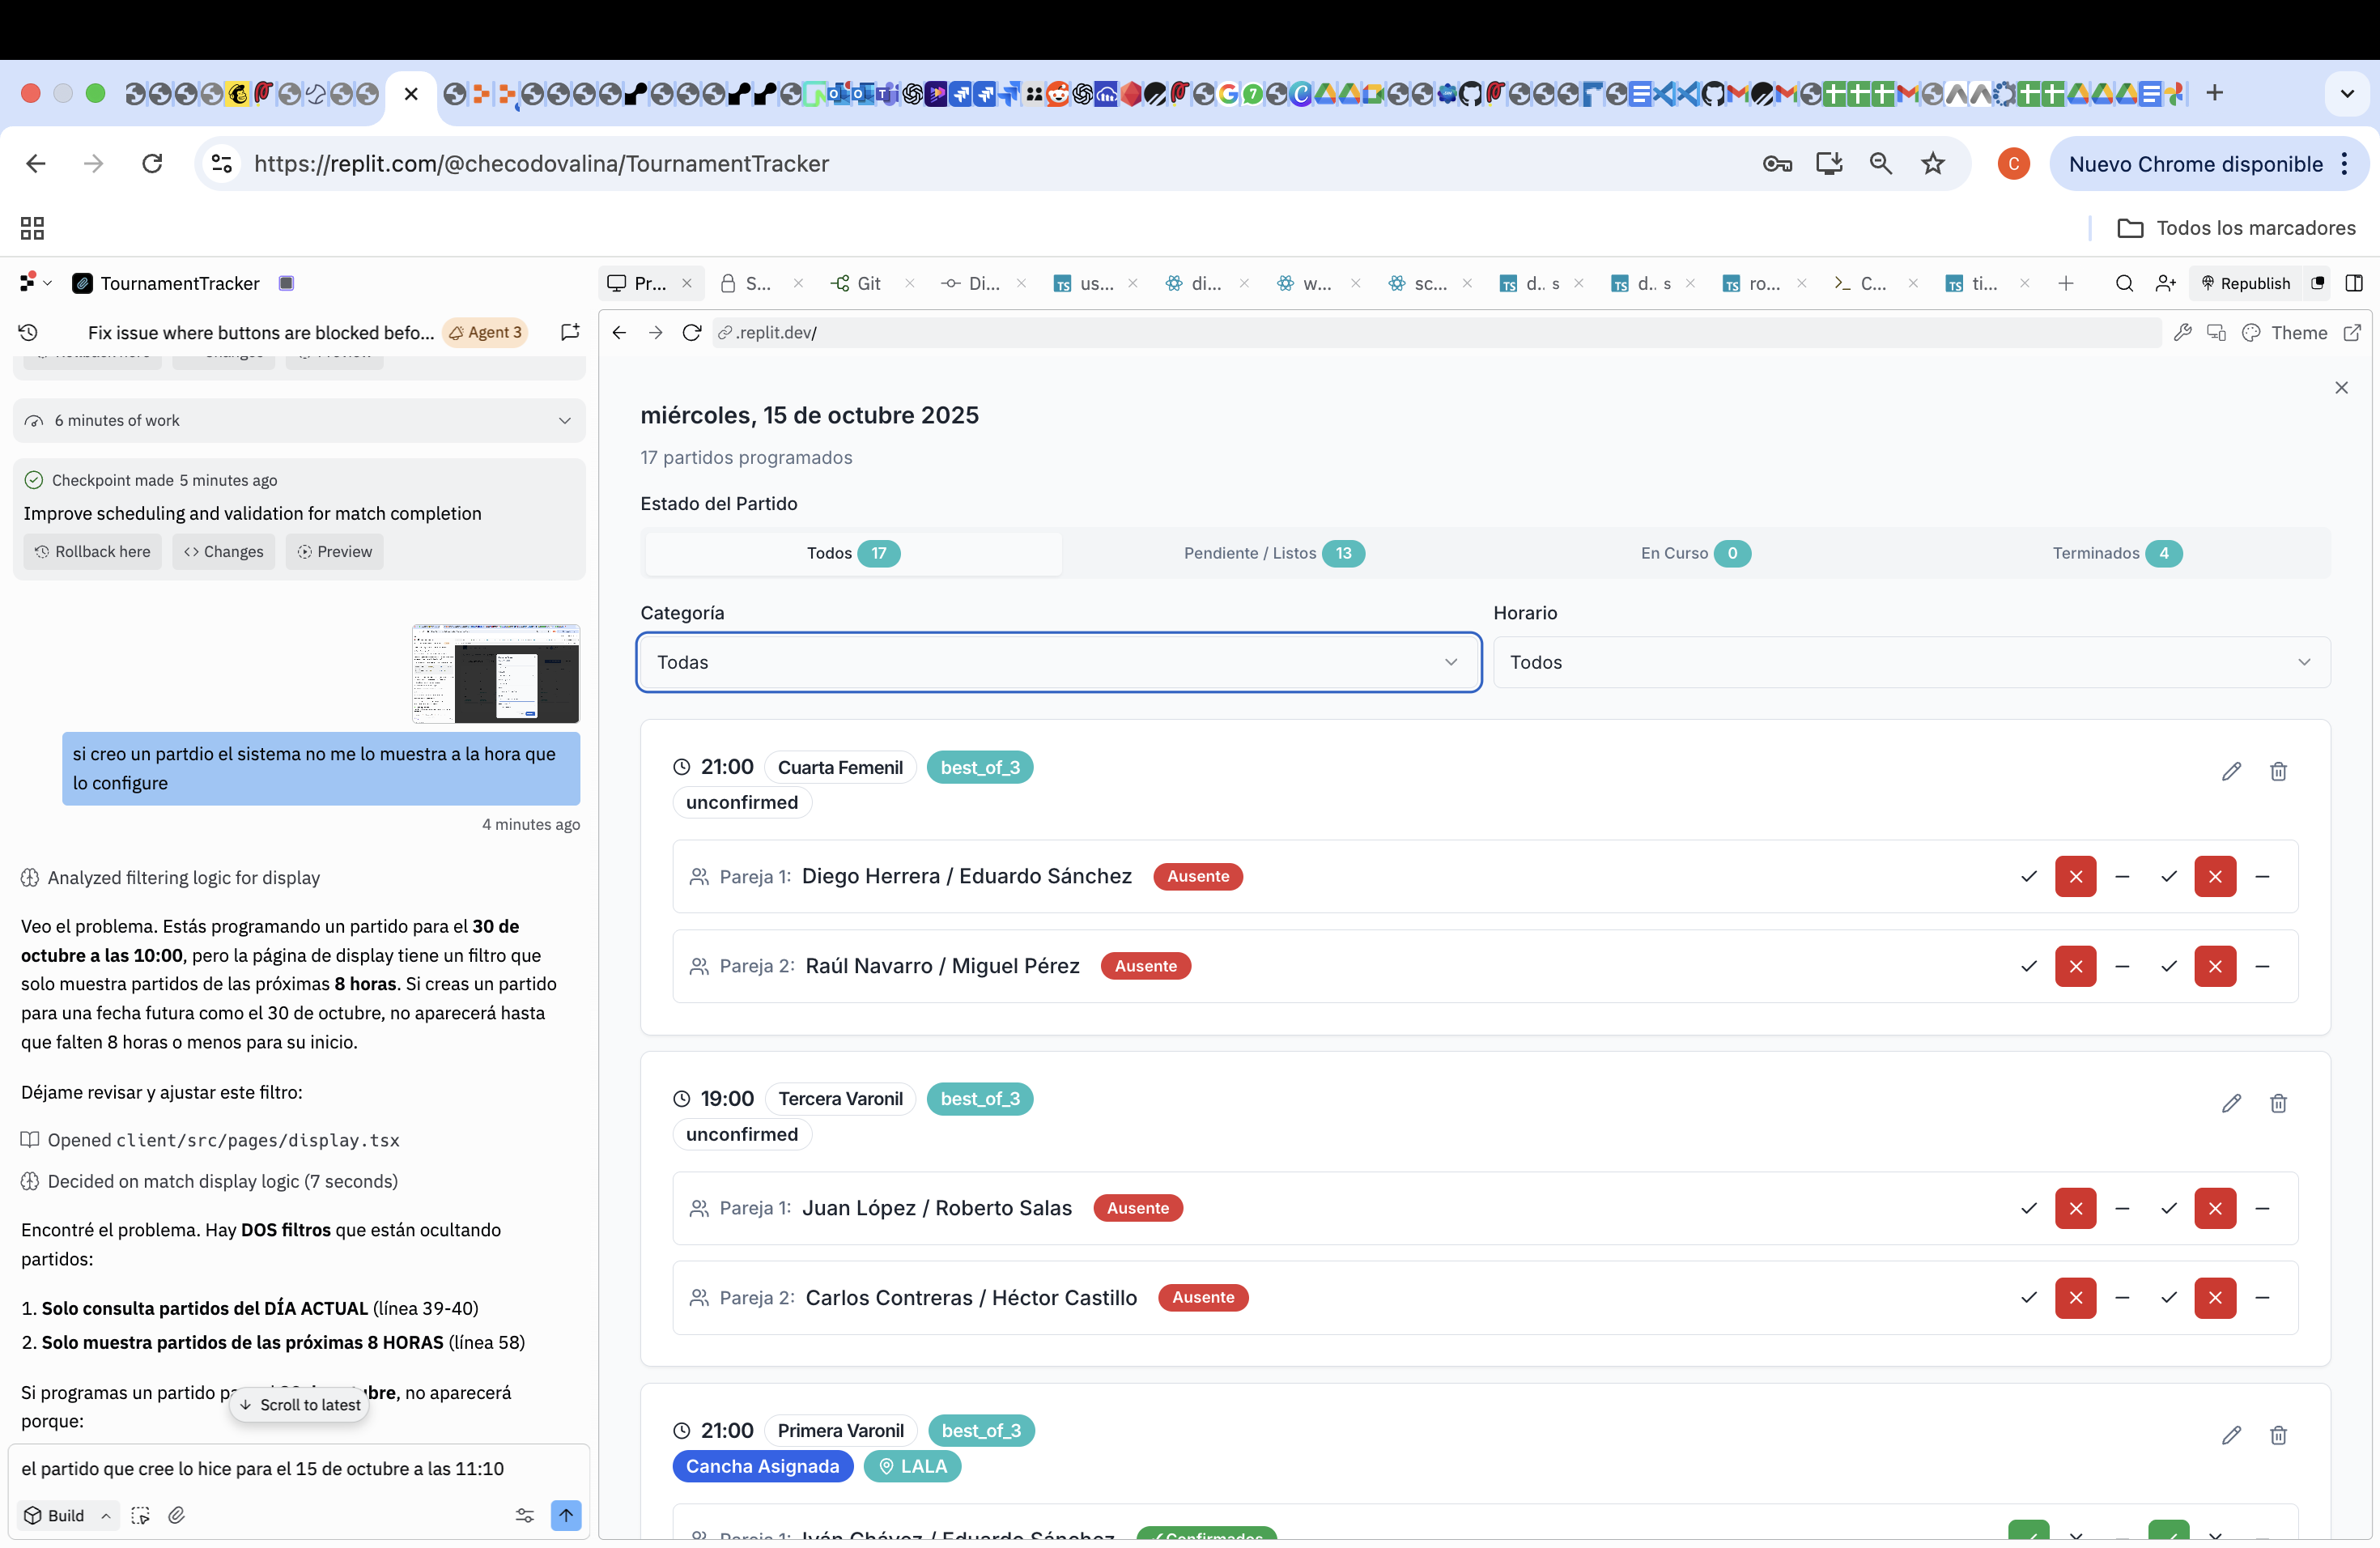 https://replit.com/@checodovalina/TournamentTracker
C
Nuevo Chrome disponible
Todos los marcadores
TournamentTracker
Pr...
S...
Git
Di...
us...
di...
w...
sc...
d.. s
d.. s
ro...
C...
ti...
Republish
Fix issue where buttons are blocked befo...
Agent 3
.replit.dev/
Theme
6 minutes of work
Checkpoint made 5 minutes ago
Improve scheduling and validation for match completion
Rollback here
Changes
Preview
si creo un partdio el sistema no me lo muestra a la hora que
lo configure
4 minutes ago
Analyzed filtering logic for display
Veo el problema. Estás programando un partido para el 30 de
octubre a las 10:00, pero la página de display tiene un filtro que
solo muestra partidos de las próximas 8 horas. Si creas un partido
para una fecha futura como el 30 de octubre, no aparecerá hasta
que falten 8 horas o menos para su inicio.
Déjame revisar y ajustar este filtro:
Opened client/src/pages/display.tsx
Decided on match display logic (7 seconds)
Encontré el problema. Hay DOS filtros que están ocultando
partidos:
1. Solo consulta partidos del DÍA ACTUAL (línea 39-40)
2. Solo muestra partidos de las próximas 8 HORAS (línea 58)
Si programas un partido
bre, no aparecerá
porque:
Scroll to latest
el partido que cree lo hice para el 15 de octubre a las 11:10
Build
miércoles, 15 de octubre 2025
17 partidos programados
Estado del Partido
Todos 17
Pendiente / Listos 13
En Curso 0
Terminados 4
Categoría
Horario
Todas
Todos
21:00 Cuarta Femenil best_of_3
unconfirmed
Pareja 1: Diego Herrera / Eduardo Sánchez Ausente
Pareja 2: Raúl Navarro / Miguel Pérez Ausente
19:00 Tercera Varonil best_of_3
unconfirmed
Pareja 1: Juan López / Roberto Salas Ausente
Pareja 2: Carlos Contreras / Héctor Castillo Ausente
21:00 Primera Varonil best_of_3
Cancha Asignada LALA
Pareja 1: Iván Chávez / Eduardo Sánchez Confirmados